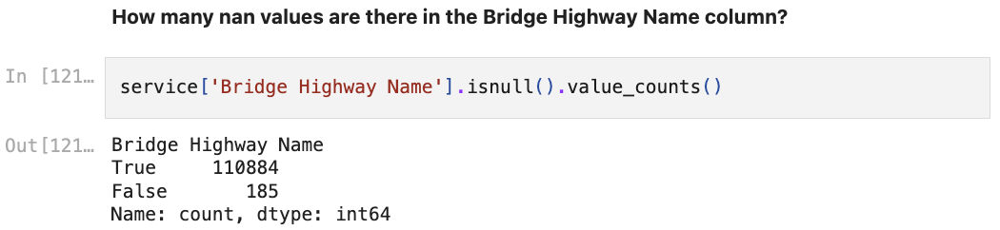 How many nan values are there in the Bridge Highway Name column?
In [121…
service['Bridge Highway Name'].isnull().value_counts()
Out[121…
Bridge Highway Name
True     110884
False       185
Name: count, dtype: int64